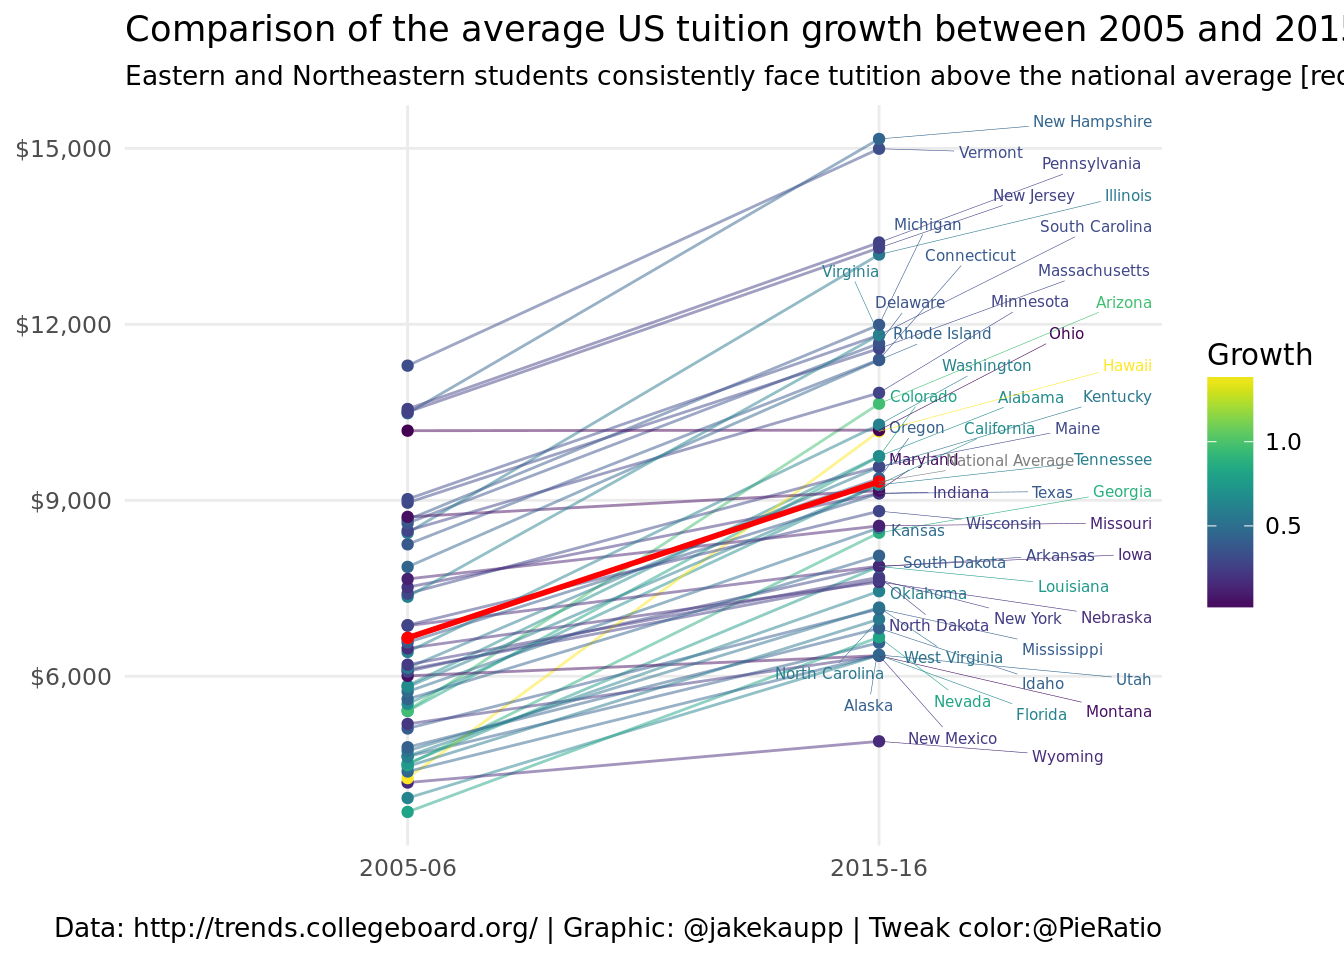 Comparison of the average US tuition growth between 2005 and 2015
Eastern and Northeastern students consistently face tutition above the national average [red
$15,000
$12,000
$9,000
$6,000
New Hampshire
Vermont
Pennsylvania
New Jersey
Illinois
Michigan
South Carolina
Connecticut
Virginia
Massachusetts
Delaware
Minnesota
Arizona
Rhode Island
Ohio
Washington
Hawaii
Colorado
Alabama
Kentucky
Oregon
California
Maine
Maryland
National Average
Tennessee
Indiana
Texas
Georgia
Wisconsin
Missouri
Kansas
South Dakota
Arkansas
Iowa
Louisiana
Oklahoma
New York
Nebraska
North Dakota
Mississippi
West Virginia
North Carolina
Idaho
Utah
Nevada
Alaska
Florida
Montana
New Mexico
Wyoming
2005-06
2015-16
Growth
1.0
0.5
Data: http://trends.collegeboard.org/ | Graphic: @jakekaupp | Tweak color:@PieRatio